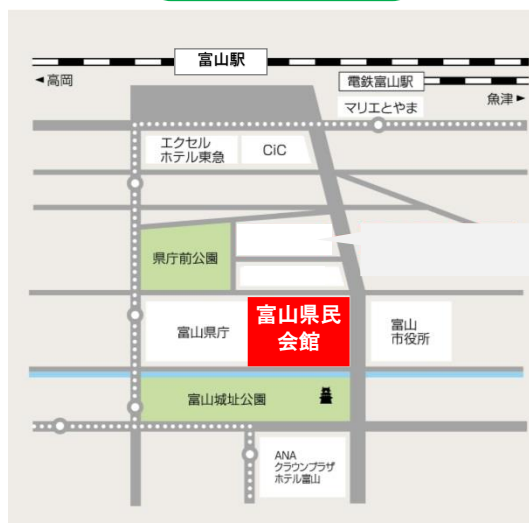 富山駅
◄高岡
電鉄富山駅
魚津►
マリエとやま
エクセル
ホテル東急
CiC
県庁前公園
富山県庁
富山県民
会館
富山
市役所
富山城址公園
ANA
クラウンプラザ
ホテル富山